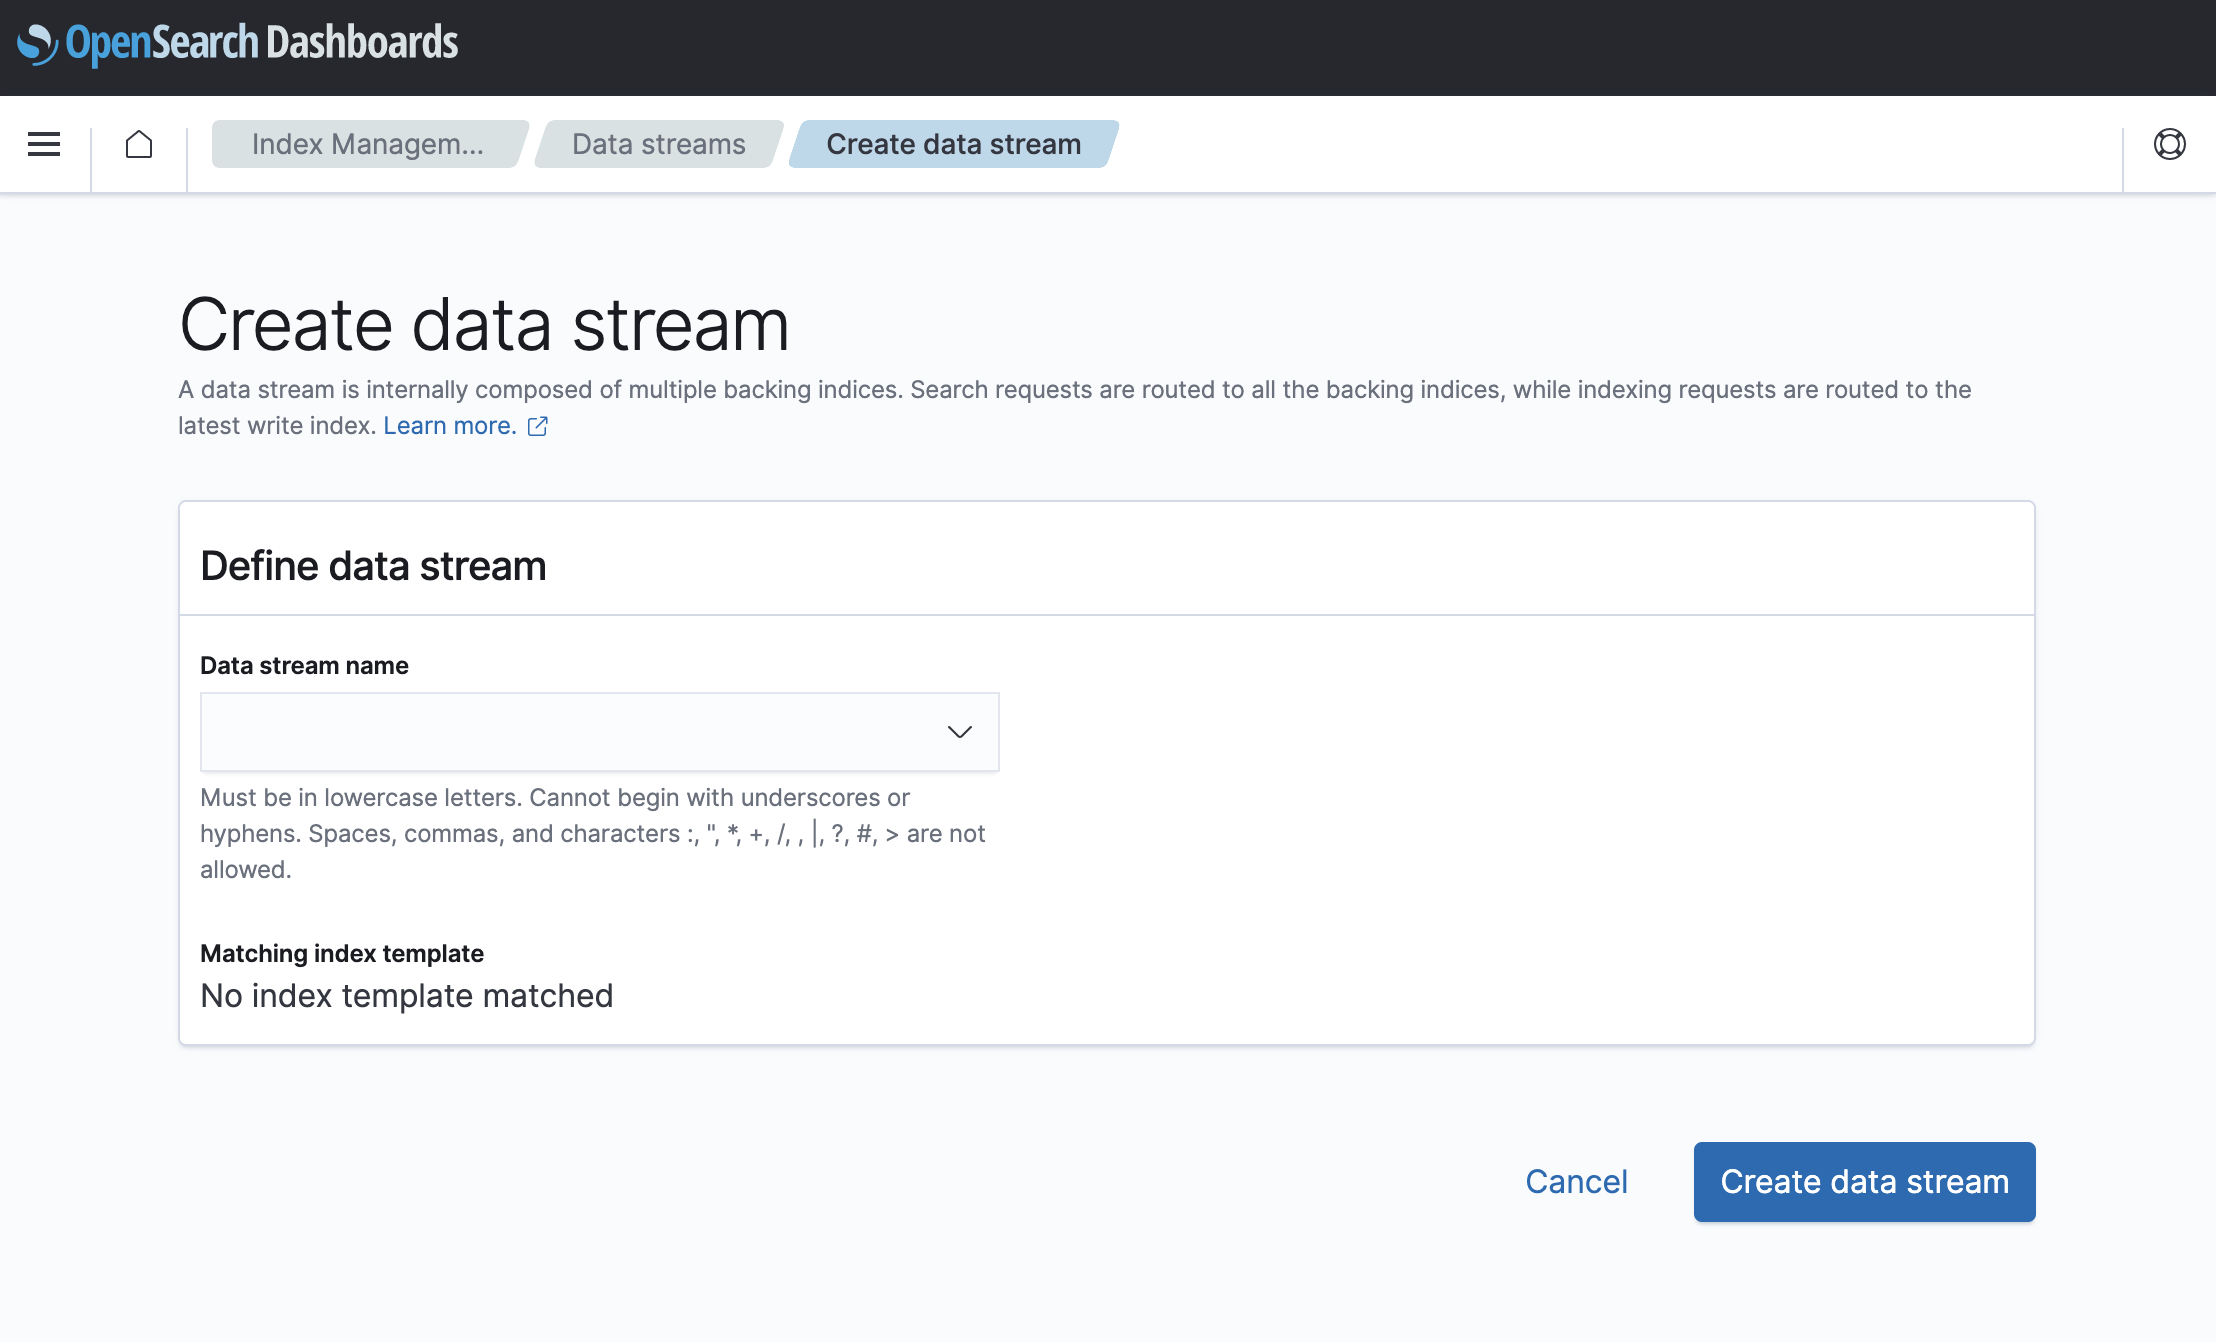 OpenSearch Dashboards
Index Managem...
Data streams
Create data stream
Create data stream
A data stream is internally composed of multiple backing indices. Search requests are routed to all the backing indices, while indexing requests are routed to the
latest write index. Learn more.
Define data stream
Data stream name
Must be in lowercase letters. Cannot begin with underscores or
hyphens. Spaces, commas, and characters :, ", *, +, /, , |, ?, #, > are not
allowed.
Matching index template
No index template matched
Cancel
Create data stream